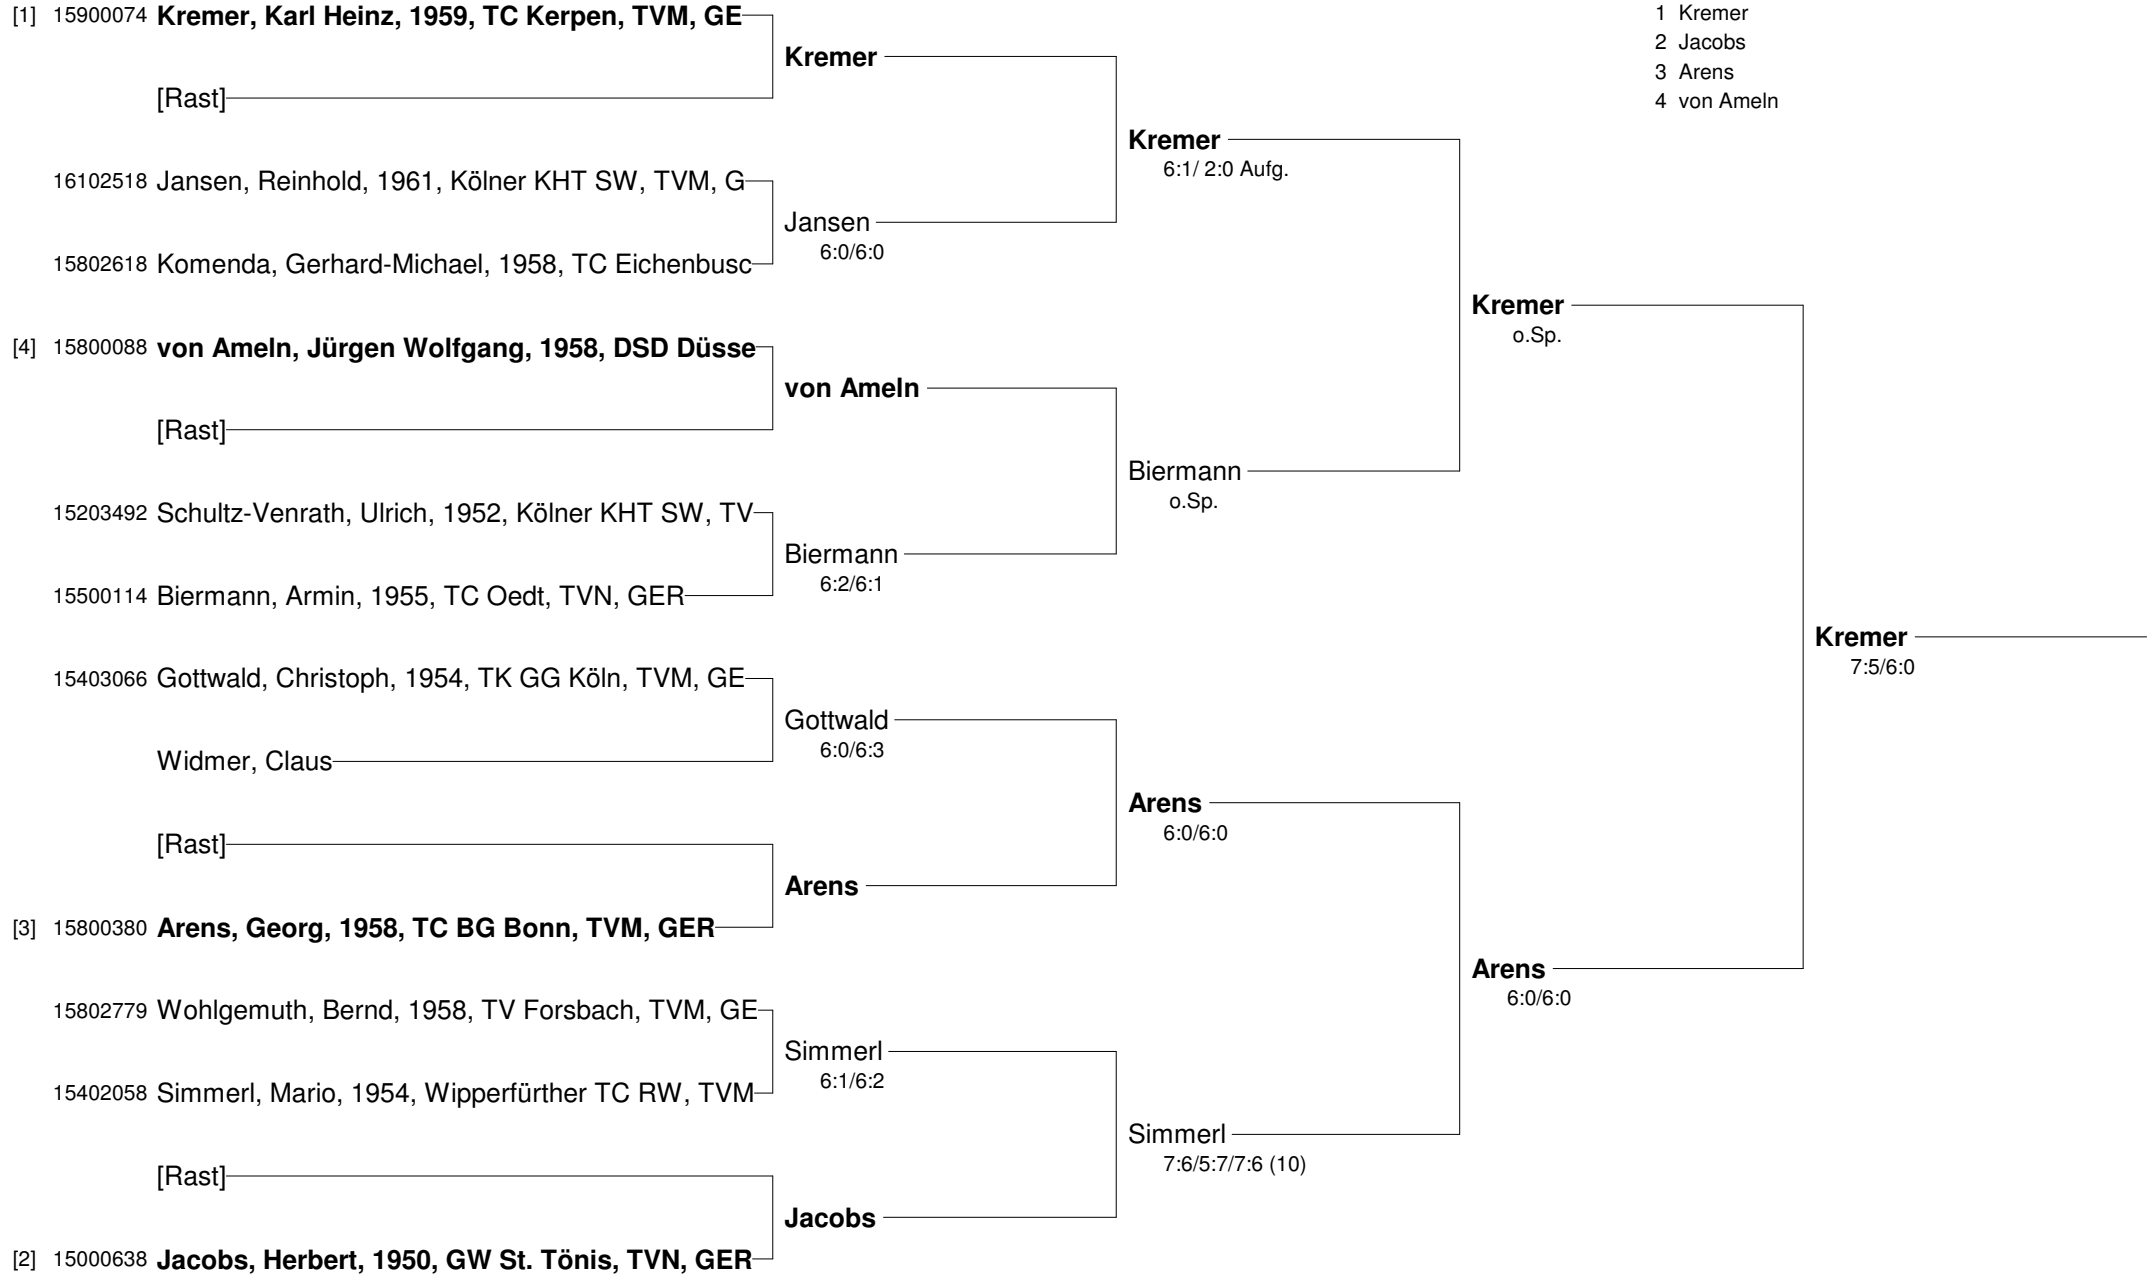 [1] 15900074 Kremer, Karl Heinz, 1959, TC Kerpen, TVM, GE
1 Kremer
2 Jacobs
3 Arens
4 von Ameln
Kremer
[Rast]
Kremer
6:1/ 2:0 Aufg.
16102518 Jansen, Reinhold, 1961, Kölner KHT SW, TVM, G
Jansen
6:0/6:0
15802618 Komenda, Gerhard-Michael, 1958, TC Eichenbusc
Kremer
o.Sp.
[4] 15800088 von Ameln, Jürgen Wolfgang, 1958, DSD Düsse
von Ameln
[Rast]
Biermann
o.Sp.
15203492 Schultz-Venrath, Ulrich, 1952, Kölner KHT SW, TV
Biermann
6:2/6:1
15500114 Biermann, Armin, 1955, TC Oedt, TVN, GER
Kremer
7:5/6:0
15403066 Gottwald, Christoph, 1954, TK GG Köln, TVM, GE
Gottwald
6:0/6:3
Widmer, Claus
Arens
6:0/6:0
[Rast]
Arens
[3] 15800380 Arens, Georg, 1958, TC BG Bonn, TVM, GER
Arens
6:0/6:0
15802779 Wohlgemuth, Bernd, 1958, TV Forsbach, TVM, GE
Simmerl
6:1/6:2
15402058 Simmerl, Mario, 1954, Wipperfürther TC RW, TVM
Simmerl
7:6/5:7/7:6 (10)
[Rast]
Jacobs
[2] 15000638 Jacobs, Herbert, 1950, GW St. Tönis, TVN, GER